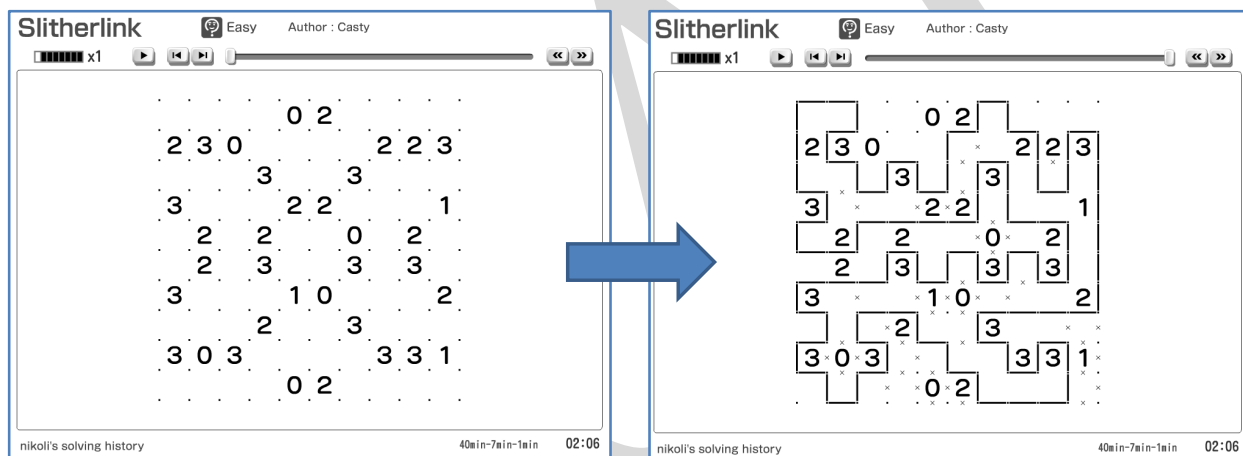 Slitherlink Easy Author : Casty
x1
0 2
2 3 0 2 2 3
3 3
3 2 2 1
2 2 0 2
2 3 3 3
3 1 0 2
2 3
3 0 3 3 3 1
0 2
nikoli's solving history 40min-7min-1min 02:06
Slitherlink Easy Author : Casty
x1
0 2
2 3 0 2 2 3
3 3
3 2 2 1
2 2 0 2
2 3 3 3
3 1 0 2
2 3
3 0 3 3 3 1
0 2
nikoli's solving history 40min-7min-1min 02:06